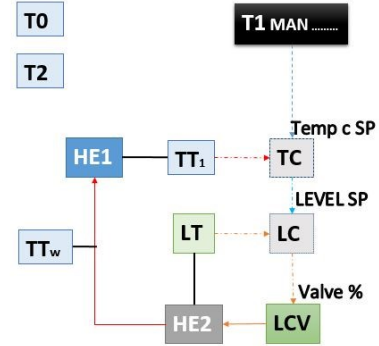 T0
T1 MAN .........
T2
Temp c SP
HE1
TT1
TC
LEVEL SP
LT
LC
TTw
Valve %
HE2
LCV